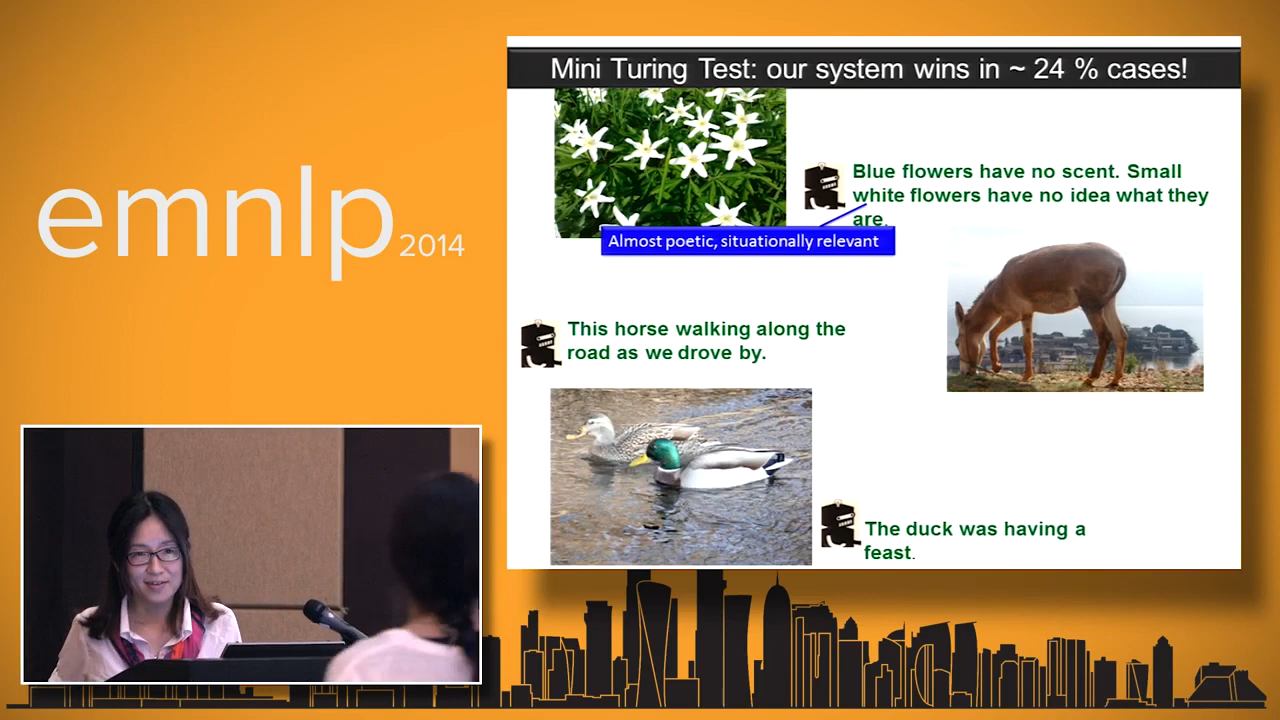 emnlp 2014
Mini Turing Test: our system wins in ~ 24 % cases!
Blue flowers have no scent. Small
white flowers have no idea what they
are.
Almost poetic, situationally relevant
This horse walking along the
road as we drove by.
The duck was having a
feast.